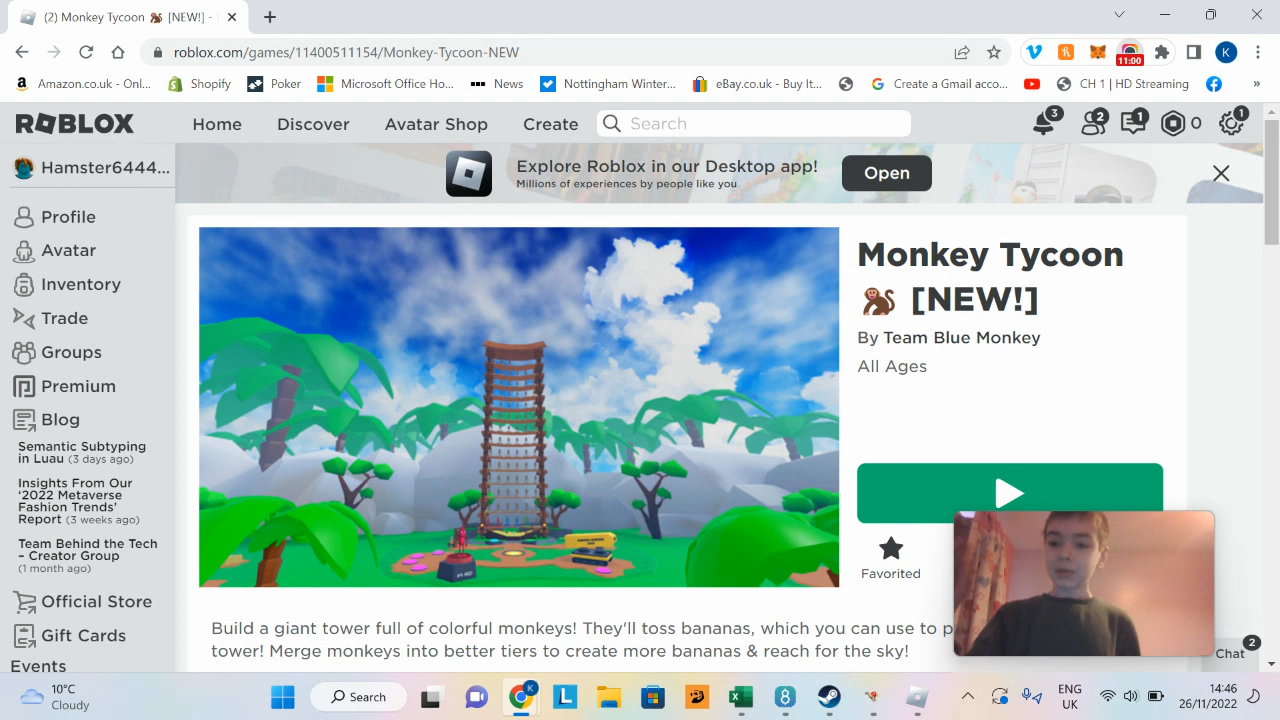 (2) Monkey Tycoon 🐒 [NEW!] -
roblox.com/games/11400511154/Monkey-Tycoon-NEW
11:00
K
Amazon.co.uk - Onl...
Shopify
Poker
Microsoft Office Ho...
News
Nottingham Winter...
eBay.co.uk - Buy It...
Create a Gmail acco...
CH 1 | HD Streaming
»
ROBLOX
Home
Discover
Avatar Shop
Create
Search
3
2
1
0
1
Hamster6444...
Explore Roblox in our Desktop app!
Millions of experiences by people like you
Open
Profile
Avatar
Inventory
Trade
Groups
Premium
Blog
Semantic Subtyping
in Luau (3 days ago)
Insights From Our
‘2022 Metaverse
Fashion Trends’
Report (3 weeks ago)
Team Behind the Tech
– Creator Group
(1 month ago)
Official Store
Gift Cards
Events
Monkey Tycoon
🐒 [NEW!]
By Team Blue Monkey
All Ages
Favorited
Build a giant tower full of colorful monkeys! They'll toss bananas, which you can use to p
tower! Merge monkeys into better tiers to create more bananas & reach for the sky!
Chat
2
10°C
Cloudy
Search
K
L
8
ENG
UK
14:46
26/11/2022